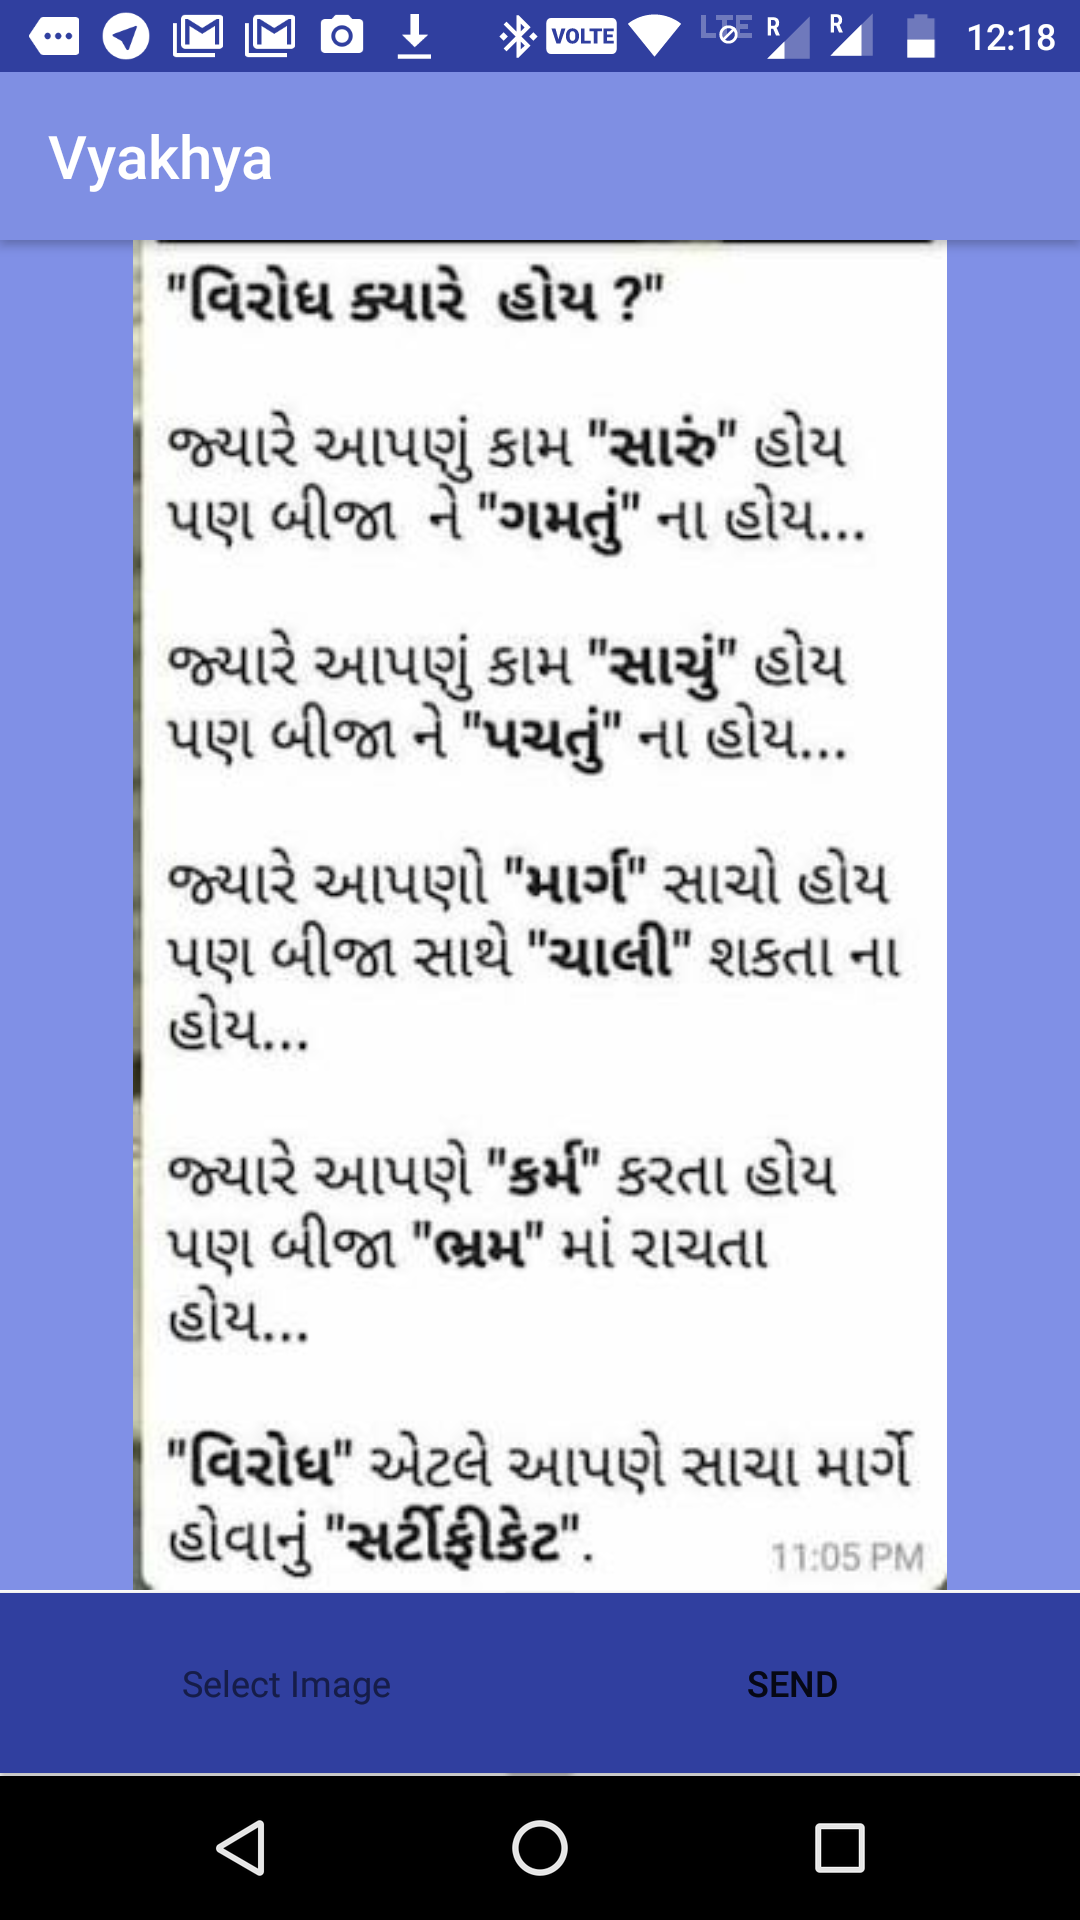 VOLTE LTE R R 12:18
Vyakhya
"વિરોધ ક્યારે  હોય ?"
જ્યારે આપણું કામ "સારું" હોય
પણ બીજા  ને "ગમતું" ના હોય...
જ્યારે આપણું કામ "સાચું" હોય
પણ બીજા ને "પચતું" ના હોય...
જ્યારે આપણો "માર્ગ" સાચો હોય
પણ બીજા સાથે "ચાલી" શકતા ના
હોય...
જ્યારે આપણે "કર્મ" કરતા હોય
પણ બીજા "ભ્રમ" માં રાચતા
હોય...
"વિરોધ" એટલે આપણે સાચા માર્ગે
હોવાનું "સર્ટીફીકેટ".
11:05 PM
Select Image SEND